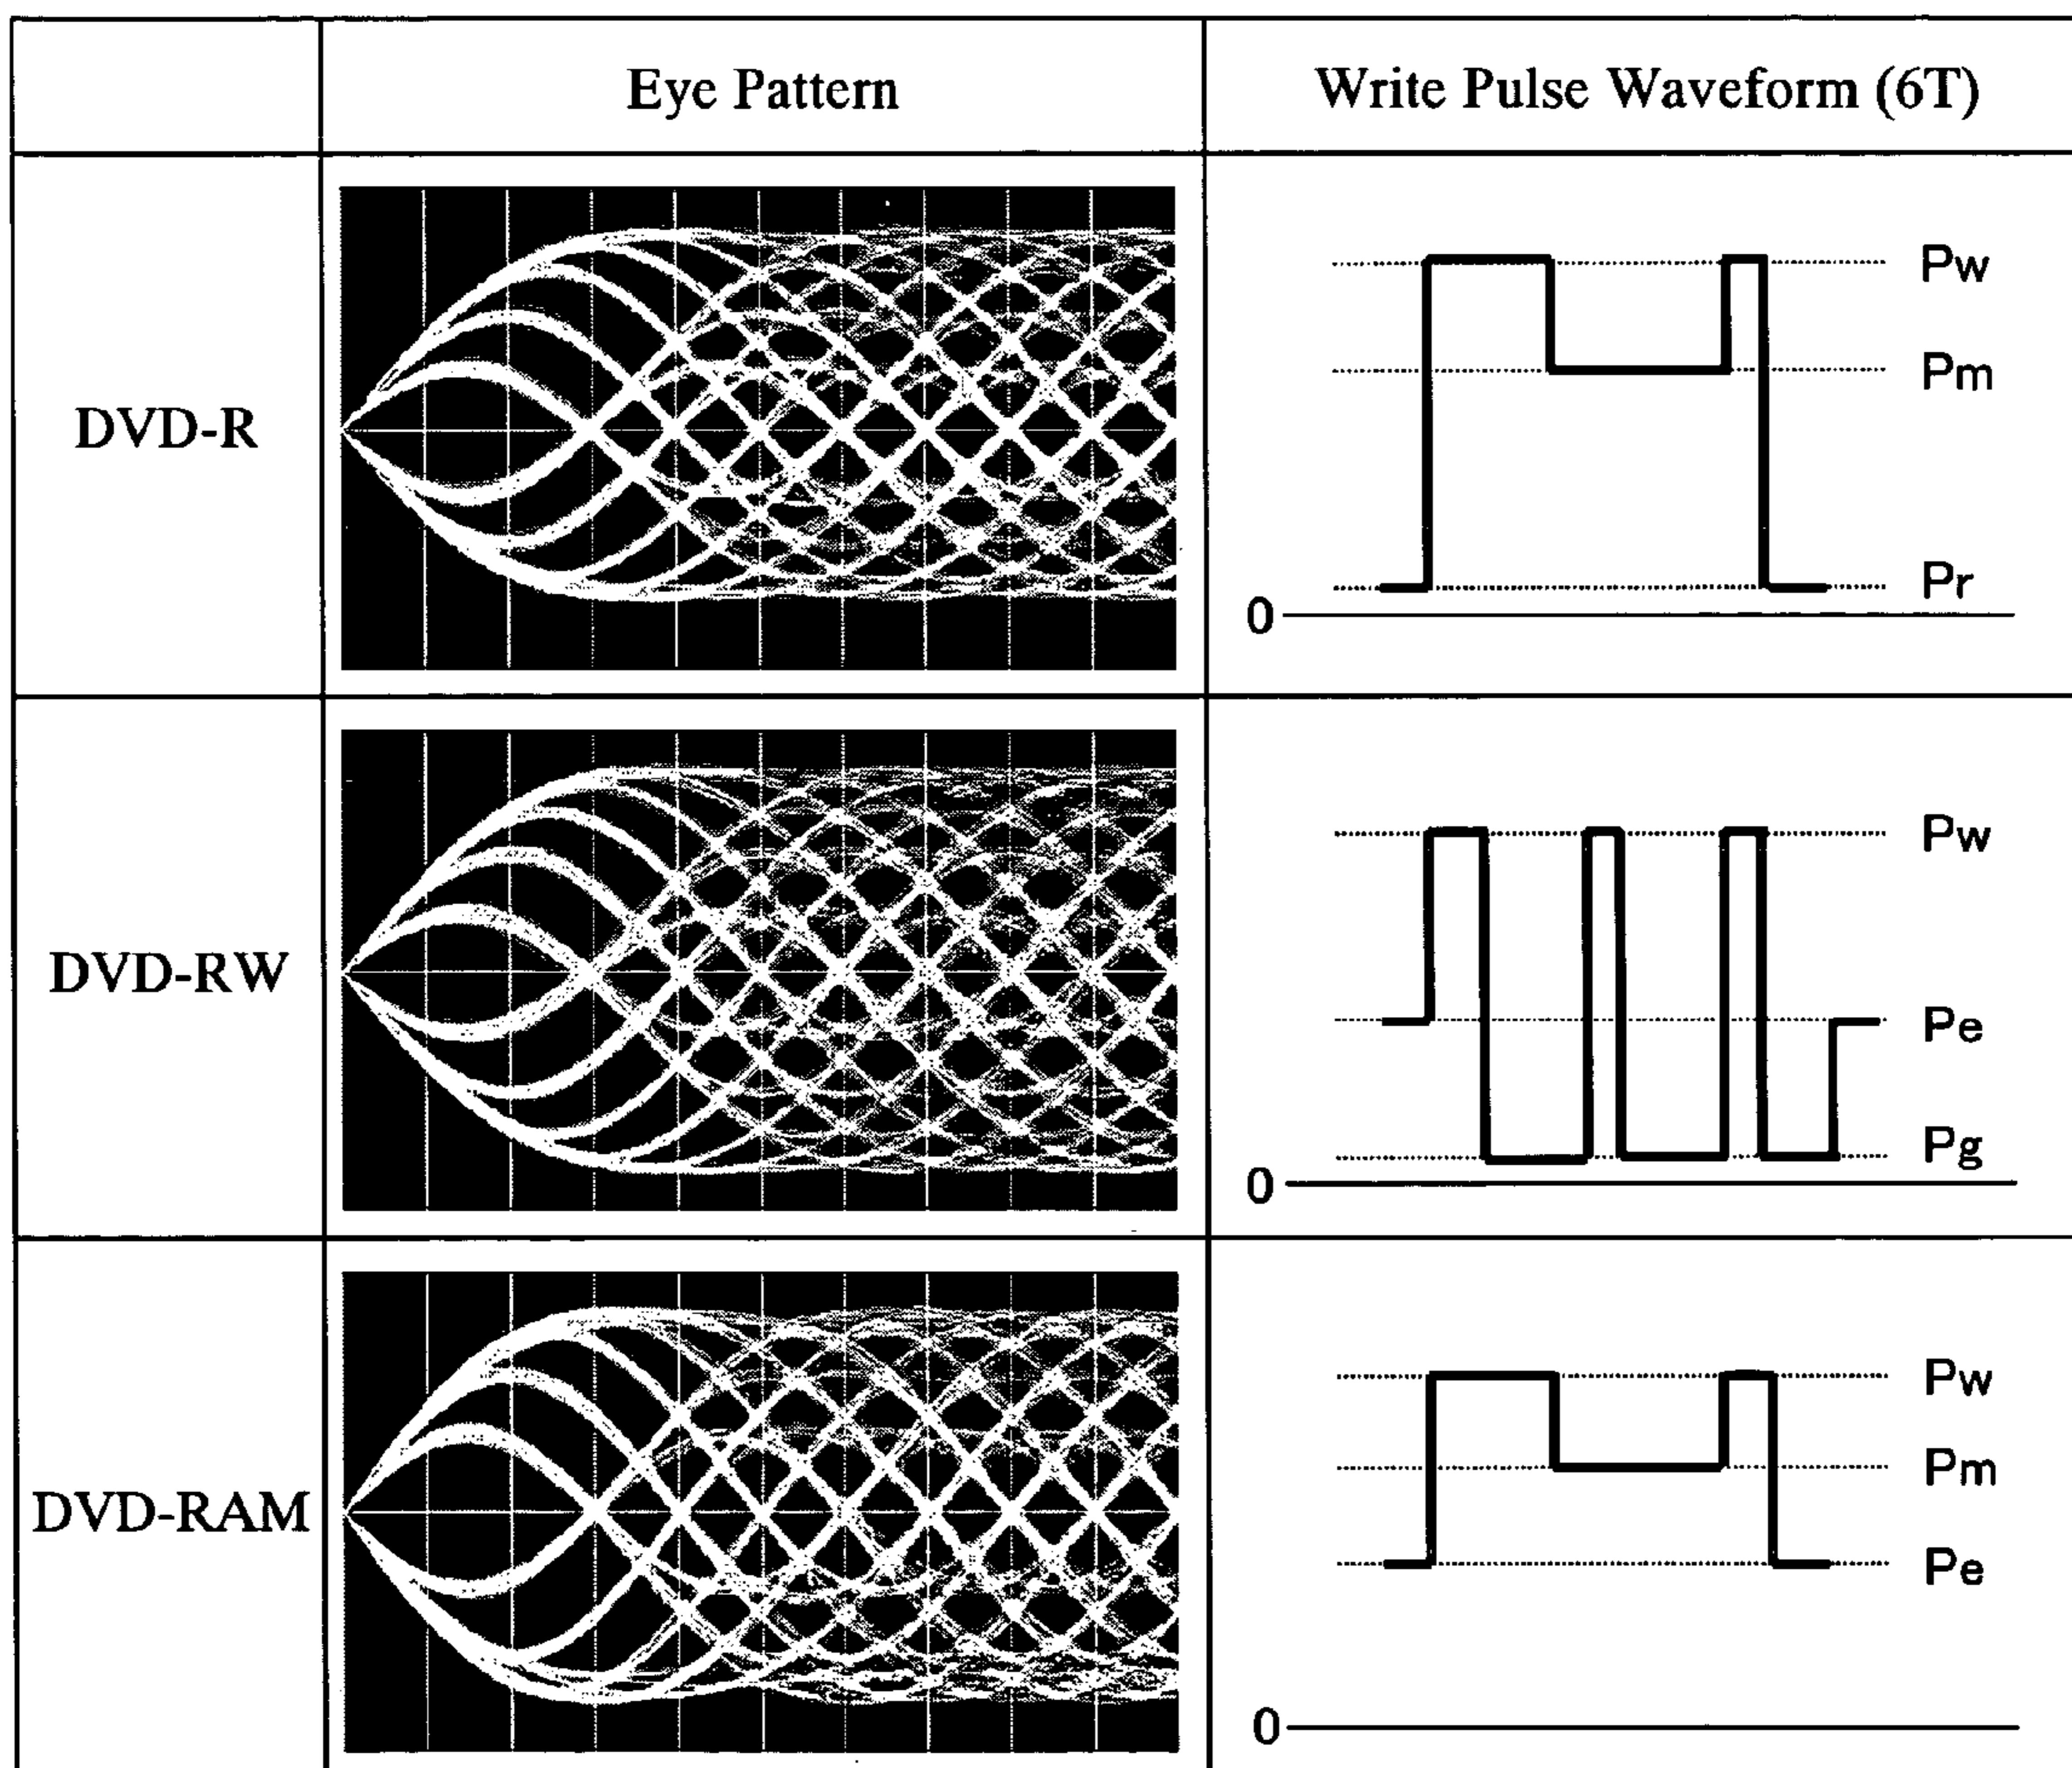 Eye Pattern
Write Pulse Waveform (6T)
DVD-R
Pw
Pm
Pr
0
DVD-RW
Pw
Pe
Pg
0
DVD-RAM
Pw
Pm
Pe
0